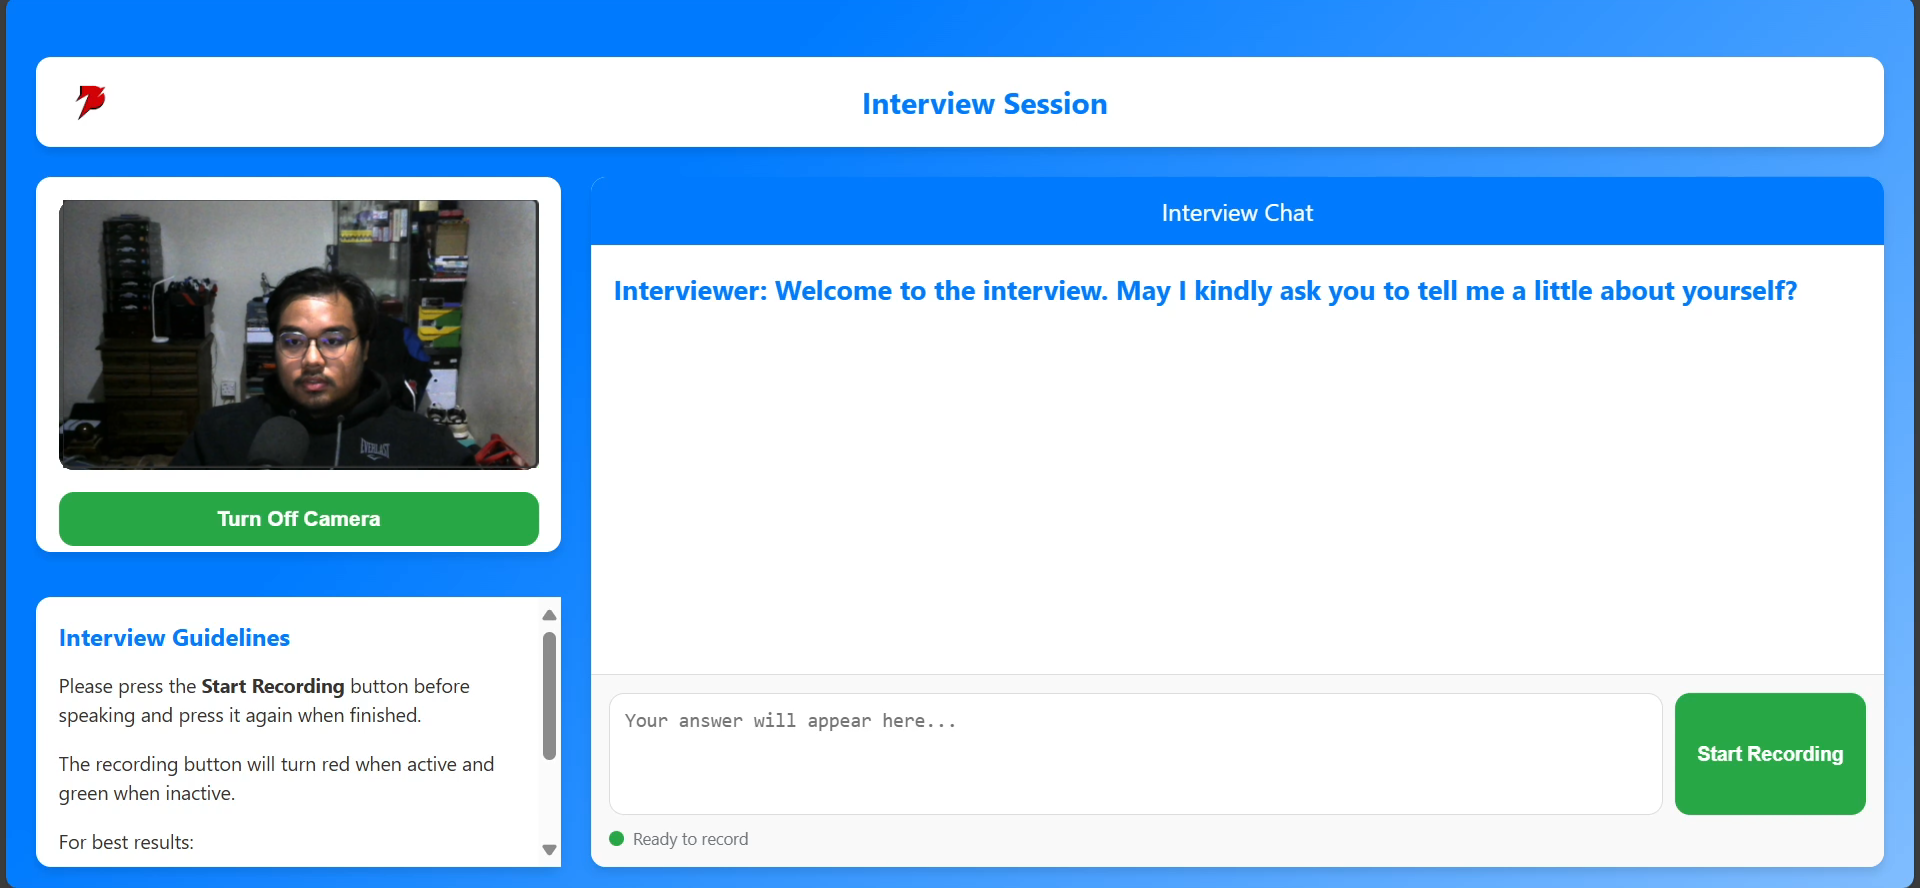 Interview Session
EVERLAST
Turn Off Camera
Interview Guidelines
Please press the Start Recording button before
speaking and press it again when finished.
The recording button will turn red when active and
green when inactive.
For best results:
Interview Chat
Interviewer: Welcome to the interview. May I kindly ask you to tell me a little about yourself?
Your answer will appear here...
Start Recording
Ready to record